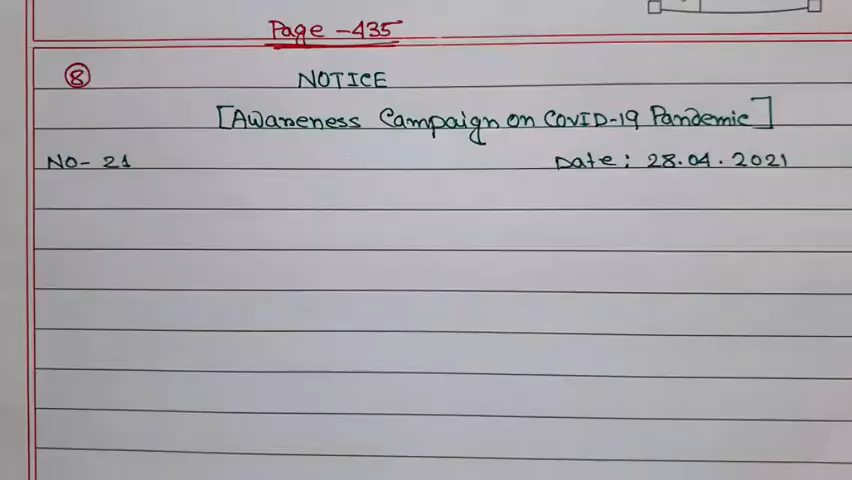 Page -435
⑧ NOTICE
[Awareness Campaign on COVID-19 Pandemic]
NO- 21 Date: 28.04.2021